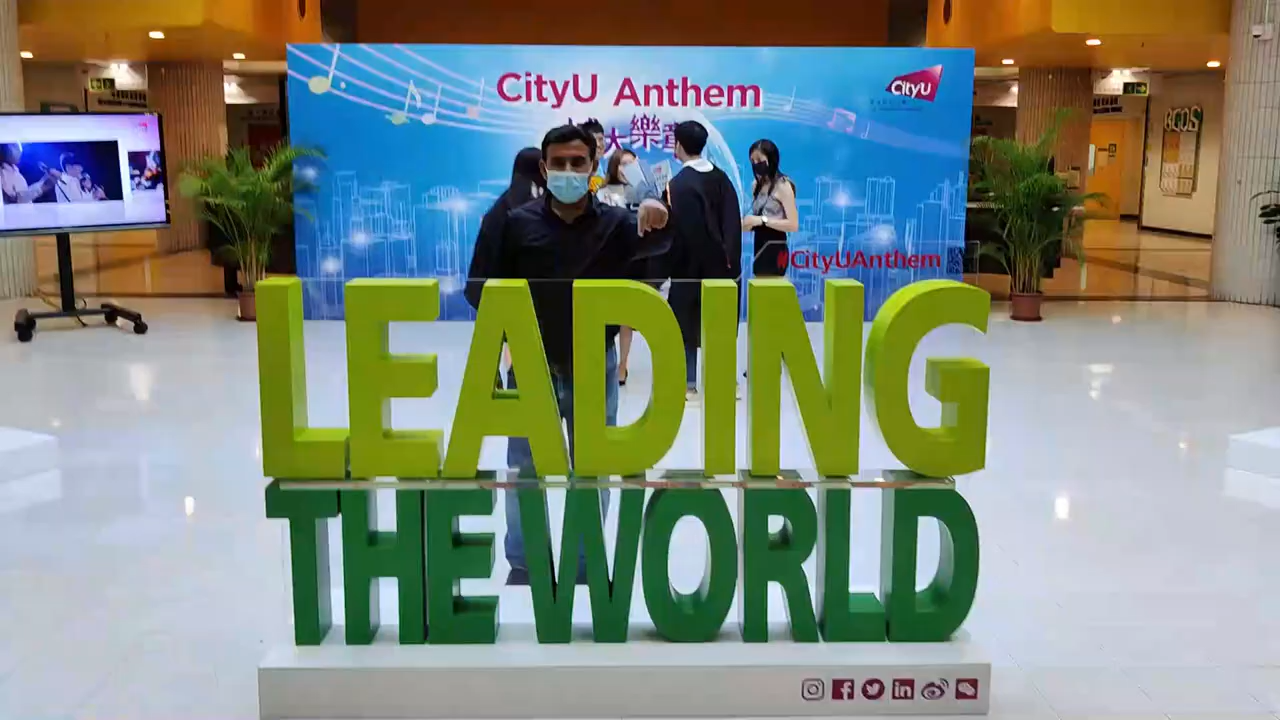 CityU Anthem
大樂章
CityU
#CityUAnthem
LEADING
THE WORLD